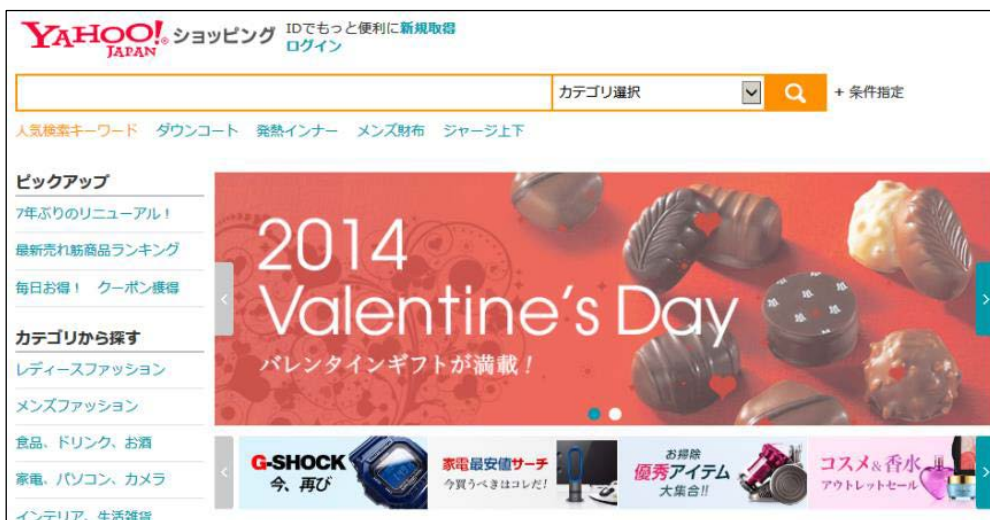 YAHOO! JAPAN ショッピング
IDでもっと便利に新規取得
ログイン
カテゴリ選択
+ 条件指定
人気検索キーワード ダウンコート 発熱インナー メンズ財布 ジャージ上下
ピックアップ
7年ぶりのリニューアル！
最新売れ筋商品ランキング
毎日お得！ クーポン獲得
カテゴリから探す
レディースファッション
メンズファッション
食品、ドリンク、お酒
家電、パソコン、カメラ
インテリア、生活雑貨
2014
Valentine's Day
バレンタインギフトが満載！
G-SHOCK
今、再び
家電最安値サーチ
今買うべきはコレだ！
お掃除
優秀アイテム
大集合!!
コスメ&香水
アウトレットセール